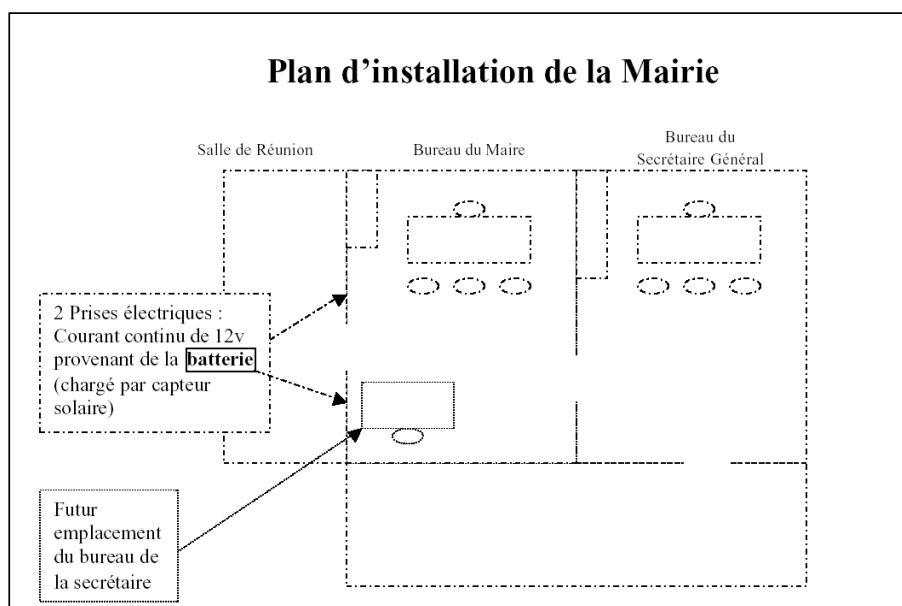 Plan d’installation de la Mairie
Salle de Réunion
Bureau du Maire
Bureau du
Secrétaire Général
2 Prises électriques :
Courant continu de 12v
provenant de la batterie
(chargé par capteur
solaire)
Futur
emplacement
du bureau de
la secrétaire